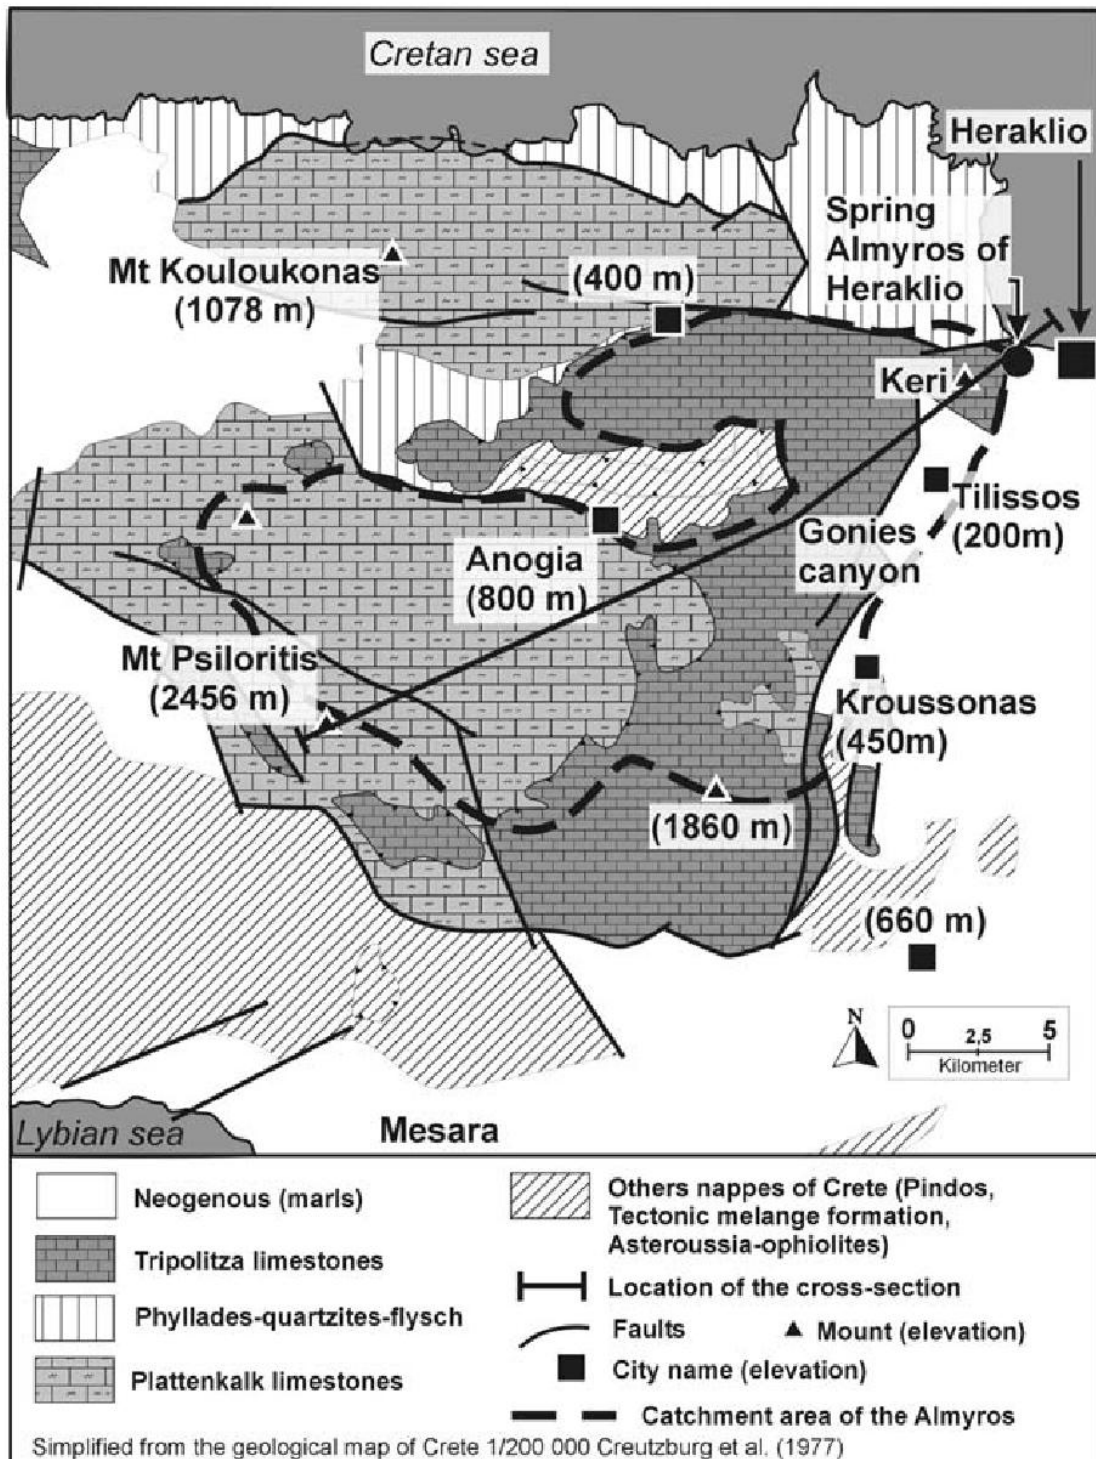 Cretan sea
Heraklio
Spring
Almyros of
Heraklio
Mt Kouloukonas
(1078 m)
(400 m)
Keri
Tilissos
(200m)
Anogia
(800 m)
Gonies
canyon
Mt Psiloritis
(2456 m)
Kroussonas
(450m)
(1860 m)
(660 m)
N
0 2,5 5
Kilometer
Lybian sea
Mesara
Neogenous (marls)
Tripolitza limestones
Phyllades-quartzites-flysch
Plattenkalk limestones
Others nappes of Crete (Pindos,
Tectonic melange formation,
Asteroussia-ophiolites)
Location of the cross-section
Faults
Mount (elevation)
City name (elevation)
Catchment area of the Almyros
Simplified from the geological map of Crete 1/200 000 Creutzburg et al. (1977)